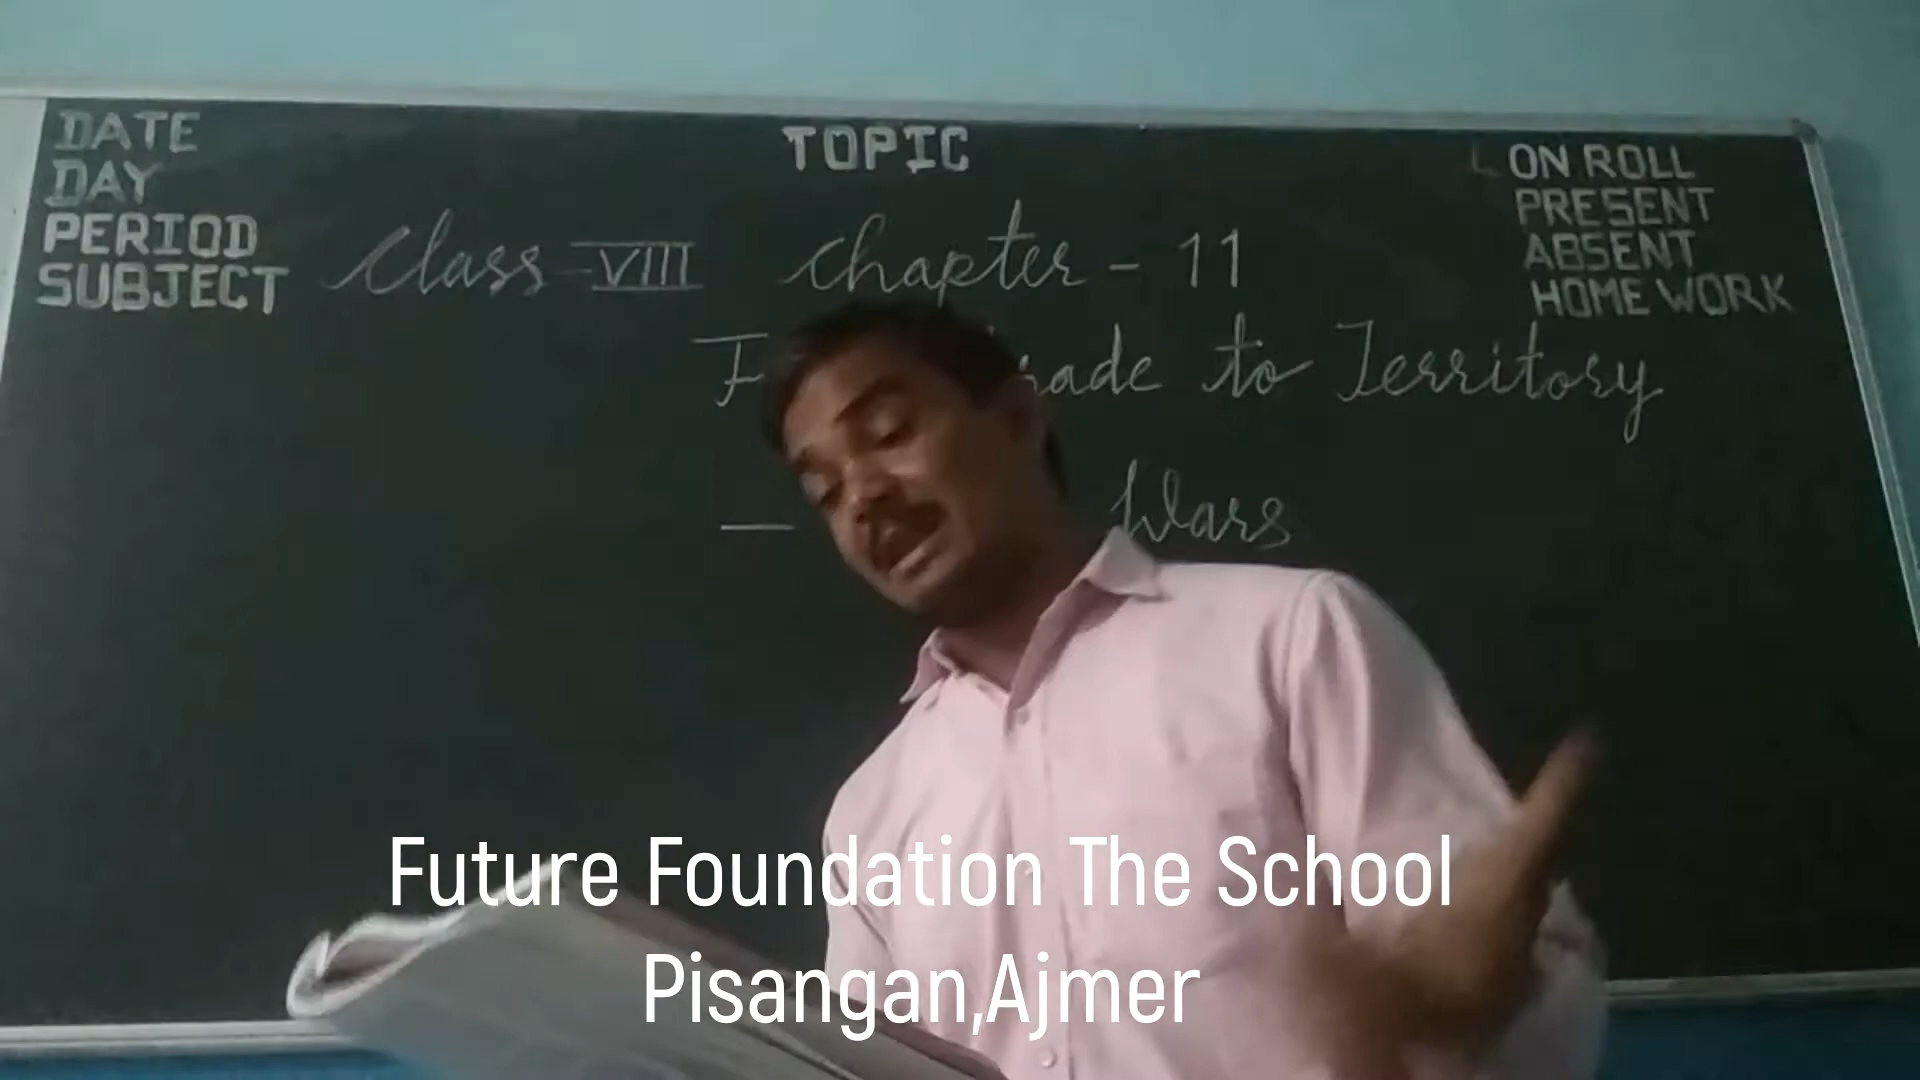 DATE
DAY
PERIOD
SUBJECT
TOPIC
ON ROLL
PRESENT
ABSENT
HOME WORK
Class - VIII Chapter - 11
to Territory
— Wars
Future Foundation The School
Pisangan,Ajmer